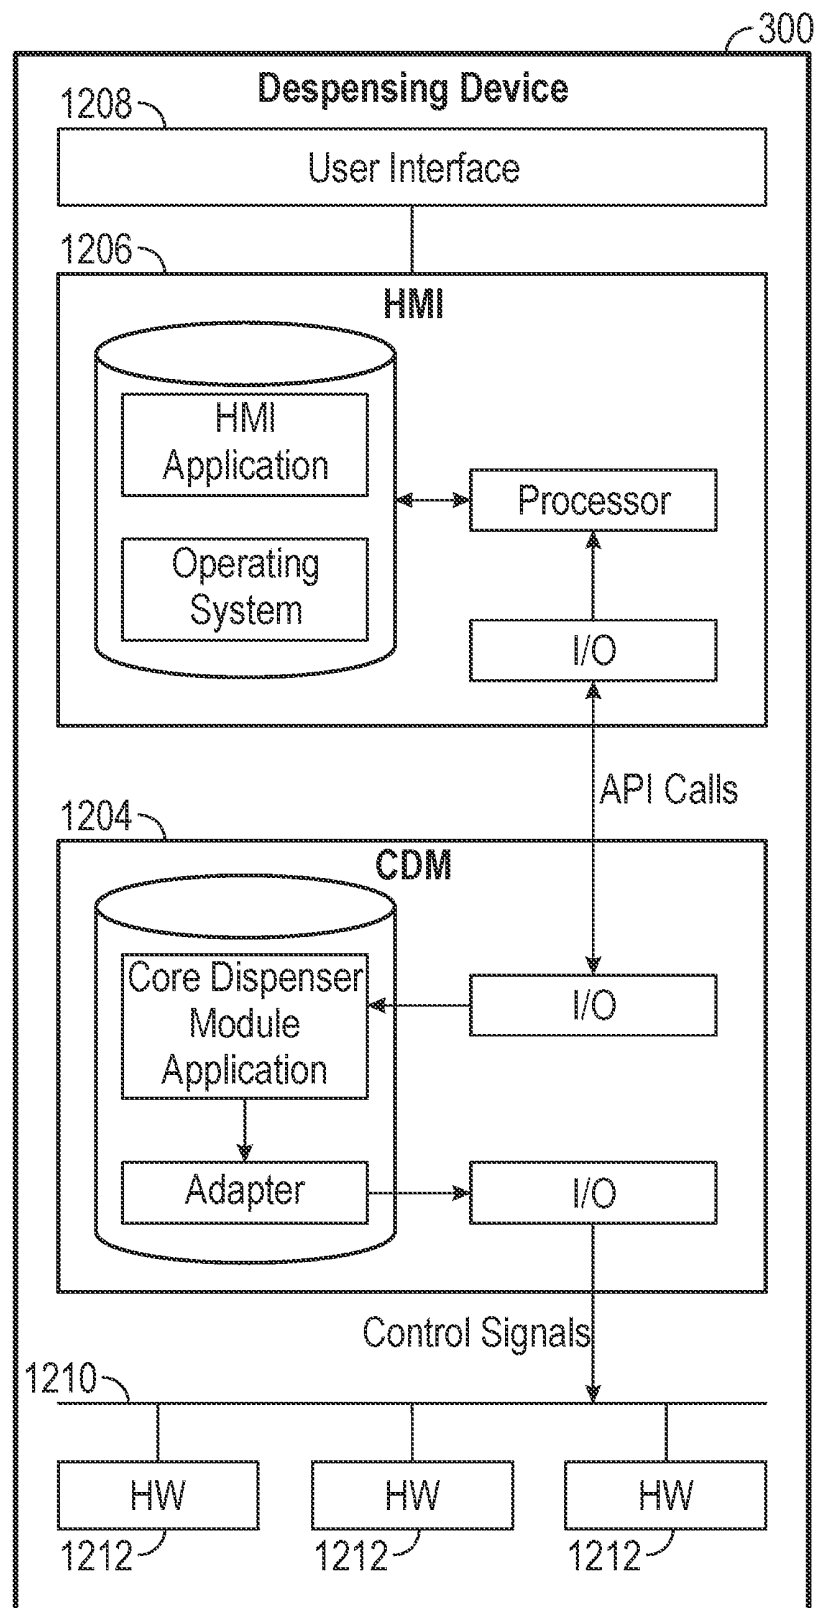 300
Despensing Device
1208
User Interface
1206
HMI
HMI
Application
Processor
Operating
System
I/O
API Calls
1204
CDM
Core Dispenser
Module
Application
I/O
Adapter
I/O
Control Signals
1210
HW
HW
HW
1212
1212
1212